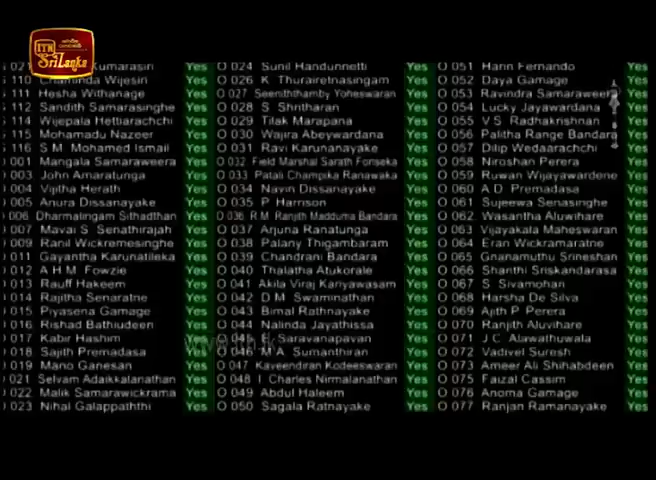 ITN
Sri Lanka
Yes O 024 Sunil Handunnetti Yes O 051 Harin Fernando Yes
110 Chaminda Wijesiri Yes O 026 K Thurairetnasingam Yes O 052 Daya Gamage Yes
111 Hesha Withanage Yes O 027 Seeniththamby Yoheswaran Yes O 053 Ravindra Samaraweera Yes
112 Sandith Samarasinghe Yes O 028 S Shritharan Yes O 054 Lucky Jayawardana Yes
114 Wijepala Hettiarachchi Yes O 029 Tilak Marapana Yes O 055 V S Radhakrishnan Yes
115 Mohamadu Nazeer Yes O 030 Wajira Abeywardana Yes O 056 Palitha Range Bandara Yes
116 S M Mohamed Ismail Yes O 031 Ravi Karunanayake Yes O 057 Dilip Wedaarachchi Yes
001 Mangala Samaraweera Yes O 032 Field Marshal Sarath Fonseka Yes O 058 Niroshan Perera Yes
003 John Amaratunga Yes O 033 Patali Champika Ranawaka Yes O 059 Ruwan Wijayawardene Yes
004 Vijitha Herath Yes O 034 Navin Dissanayake Yes O 060 A D Premadasa Yes
005 Anura Dissanayake Yes O 035 P Harrison Yes O 061 Sujeewa Senasinghe Yes
006 Dharmalingam Sithadthan Yes O 036 R.M. Ranjith Madduma Bandara Yes O 062 Wasantha Aluwihare Yes
007 Mavai S Senathirajah Yes O 037 Arjuna Ranatunga Yes O 063 Vijayakala Maheswaran Yes
009 Ranil Wickremesinghe Yes O 038 Palany Thigambaram Yes O 064 Eran Wickramaratne Yes
011 Gayantha Karunatileka Yes O 039 Chandrani Bandara Yes O 065 Gnanamuthu Srineshan Yes
012 A H M Fowzie Yes O 040 Thalatha Atukorale Yes O 066 Shanthi Sriskandarasa Yes
013 Rauff Hakeem Yes O 041 Akila Viraj Kariyawasam Yes O 067 S Sivamohan Yes
014 Rajitha Senaratne Yes O 042 D M Swaminathan Yes O 068 Harsha De Silva Yes
015 Piyasena Gamage Yes O 043 Bimal Rathnayake Yes O 069 Ajith P Perera Yes
016 Rishad Bathiudeen Yes O 044 Nalinda Jayathissa Yes O 070 Ranjith Aluvihare Yes
017 Kabir Hashim Yes O Saravanapavan Yes O 071 J C Alawathuwala Yes
018 Sajith Premadasa Yes O 046 M A Sumanthiran Yes O 072 Vadivel Suresh Yes
019 Mano Ganesan Yes O 047 Kaveendiran Kodeeswaran Yes O 073 Ameer Ali Shihabdeen Yes
021 Selvam Adaikkalanathan Yes O 048 I Charles Nirmalanathan Yes O 075 Faizal Cassim Yes
022 Malik Samarawickrama Yes O 049 Abdul Haleem Yes O 076 Anoma Gamage Yes
023 Nihal Galappaththi Yes O 050 Sagala Ratnayake Yes O 077 Ranjan Ramanayake Yes